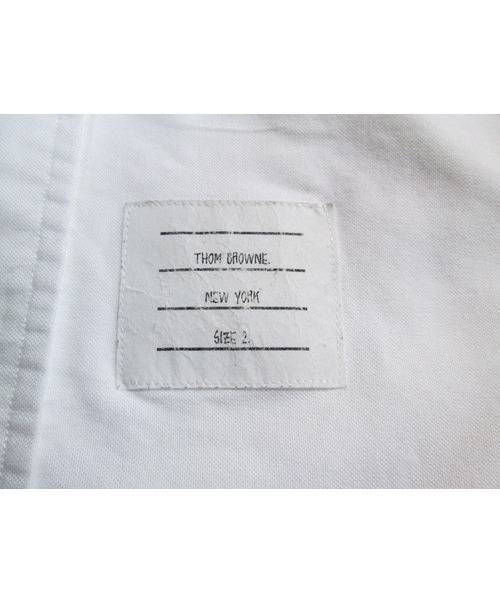 THOM BROWNE.
NEW YORK
SIZE 2.